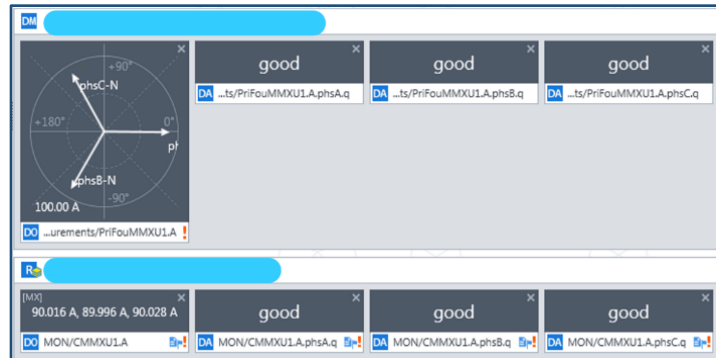 DM
+90°
phsC-N
+180°
0°
ph
phsB-N
-90°
100.00 A
DO ...urements/PriFouMMXU1.A !
good
DA ...ts/PriFouMMXU1.A.phsA.q
good
DA ...ts/PriFouMMXU1.A.phsB.q
good
DA ...ts/PriFouMMXU1.A.phsC.q
R
[MX]
90.016 A, 89.996 A, 90.028 A
DO MON/CMMXU1.A !
good
DA MON/CMMXU1.A.phsA.q !
good
DA MON/CMMXU1.A.phsB.q !
good
DA MON/CMMXU1.A.phsC.q !